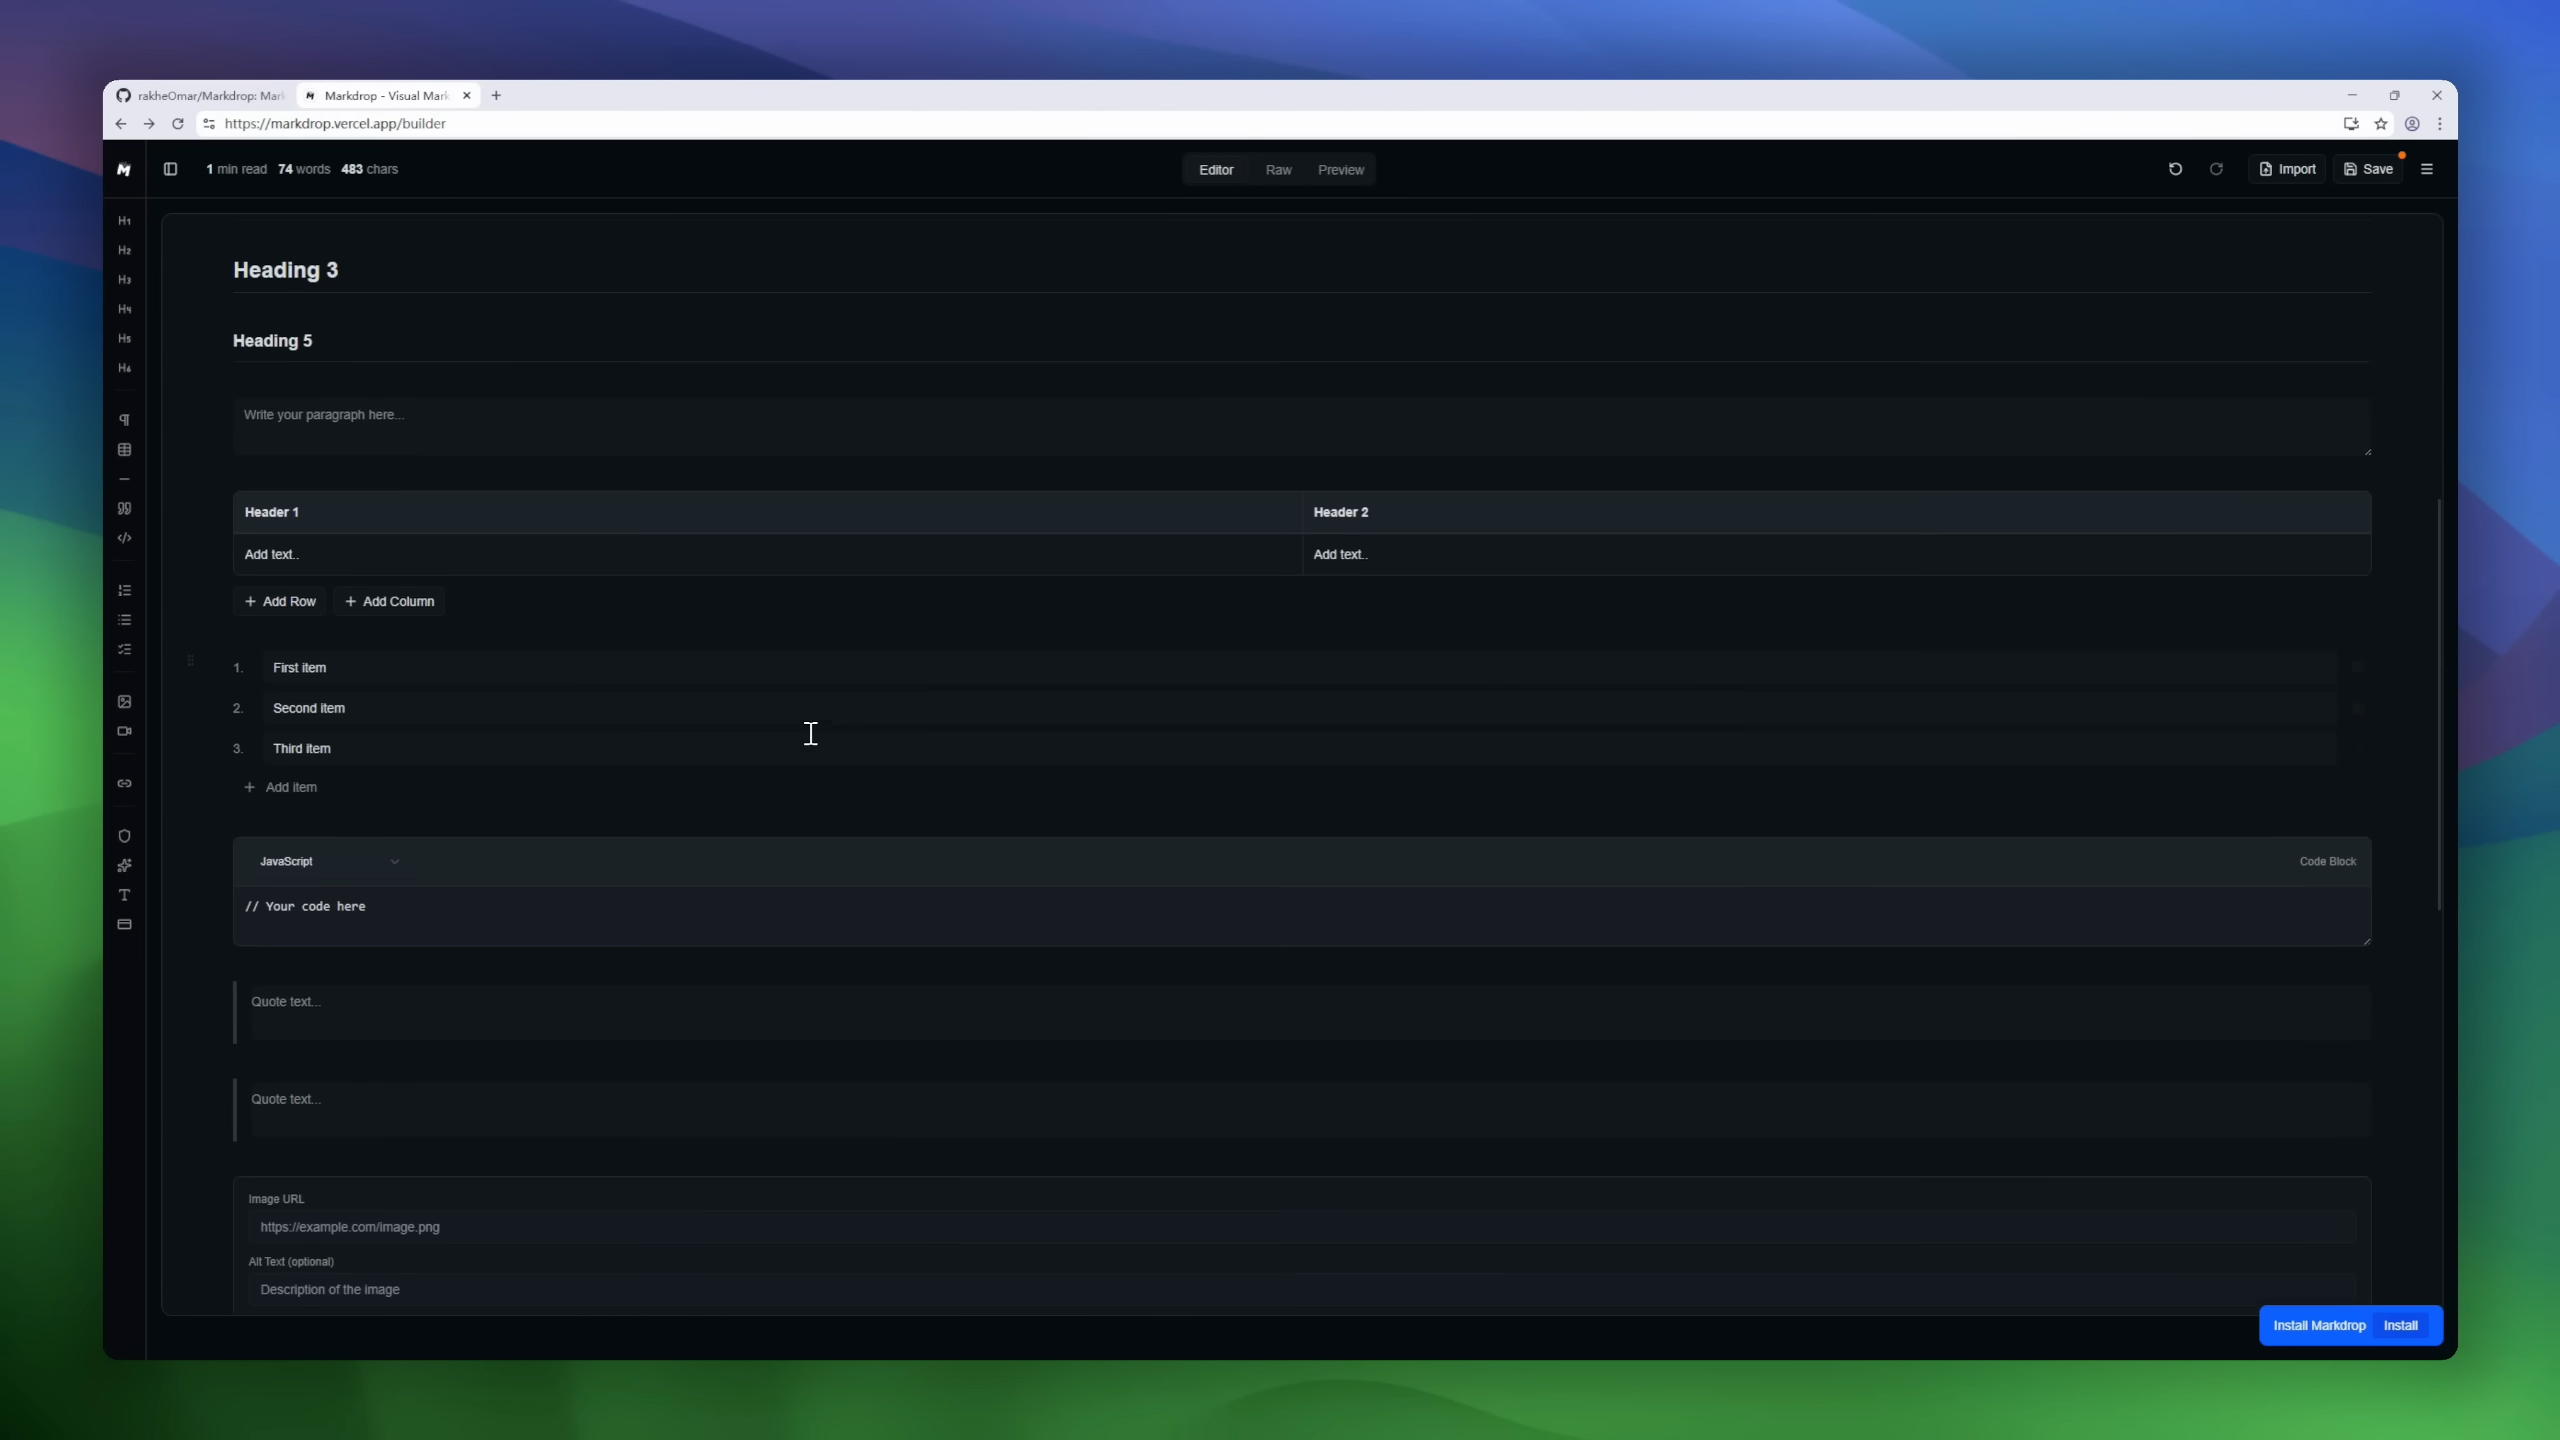 rakheOmar/Markdrop: Mar
Markdrop - Visual Mark
https://markdrop.vercel.app/builder
M
1 min read 74 words 483 chars
Editor Raw Preview
Import Save
H1
H2
H3
H4
H5
H6
Heading 3
Heading 5
Write your paragraph here...
Header 1 Header 2
Add text.. Add text..
+ Add Row + Add Column
1. First item
2. Second item
3. Third item
+ Add item
JavaScript Code Block
// Your code here
Quote text...
Quote text...
Image URL
https://example.com/image.png
Alt Text (optional)
Description of the image
Install Markdrop Install